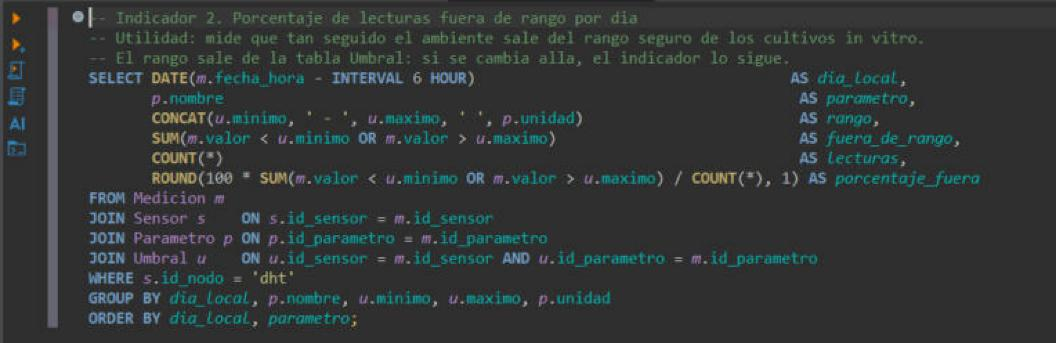 -- Indicador 2. Porcentaje de lecturas fuera de rango por dia
-- Utilidad: mide que tan seguido el ambiente sale del rango seguro de los cultivos in vitro.
-- El rango sale de la tabla Umbral: si se cambia alla, el indicador lo sigue.
SELECT DATE(m.fecha_hora - INTERVAL 6 HOUR) AS dia_local,
p.nombre AS parametro,
CONCAT(u.minimo, ' - ', u.maximo, ' ', p.unidad) AS rango,
SUM(m.valor < u.minimo OR m.valor > u.maximo) AS fuera_de_rango,
COUNT(*) AS lecturas,
ROUND(100 * SUM(m.valor < u.minimo OR m.valor > u.maximo) / COUNT(*), 1) AS porcentaje_fuera
FROM Medicion m
JOIN Sensor s ON s.id_sensor = m.id_sensor
JOIN Parametro p ON p.id_parametro = m.id_parametro
JOIN Umbral u ON u.id_sensor = m.id_sensor AND u.id_parametro = m.id_parametro
WHERE s.id_nodo = 'dht'
GROUP BY dia_local, p.nombre, u.minimo, u.maximo, p.unidad
ORDER BY dia_local, parametro;
AI